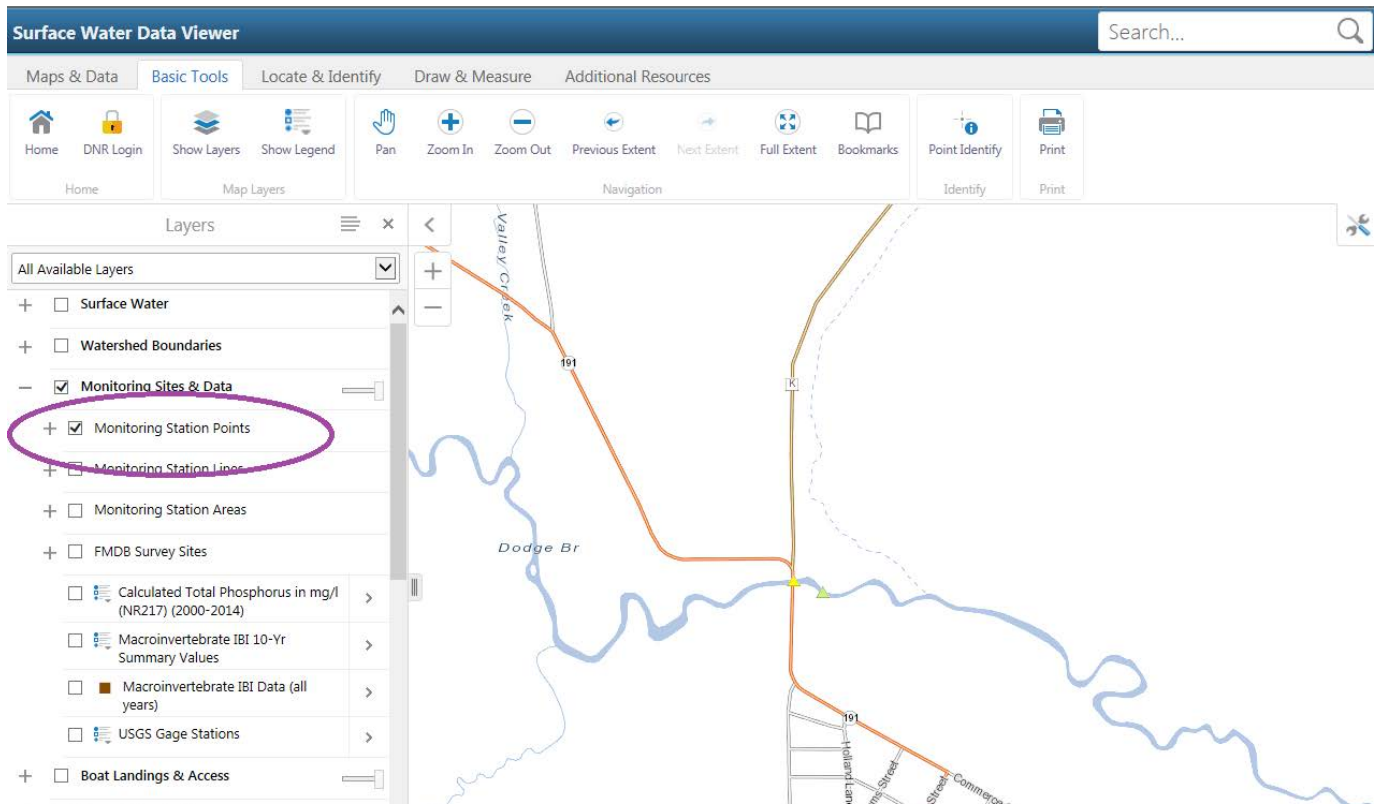 Surface Water Data Viewer
Search...
Maps & Data
Basic Tools
Locate & Identify
Draw & Measure
Additional Resources
Home
DNR Login
Show Layers
Show Legend
Pan
Zoom In
Zoom Out
Previous Extent
Next Extent
Full Extent
Bookmarks
Point Identify
Print
Home
Map Layers
Navigation
Identify
Print
Layers
All Available Layers
Surface Water
Watershed Boundaries
Monitoring Sites & Data
Monitoring Station Points
Monitoring Station Lines
Monitoring Station Areas
FMDB Survey Sites
Calculated Total Phosphorus in mg/l
(NR217) (2000-2014)
Macroinvertebrate IBI 10-Yr
Summary Values
Macroinvertebrate IBI Data (all
years)
USGS Gage Stations
Boat Landings & Access
Valley Creek
191
K
Dodge Br
191
Holland Lane
Street
Street
Commerce